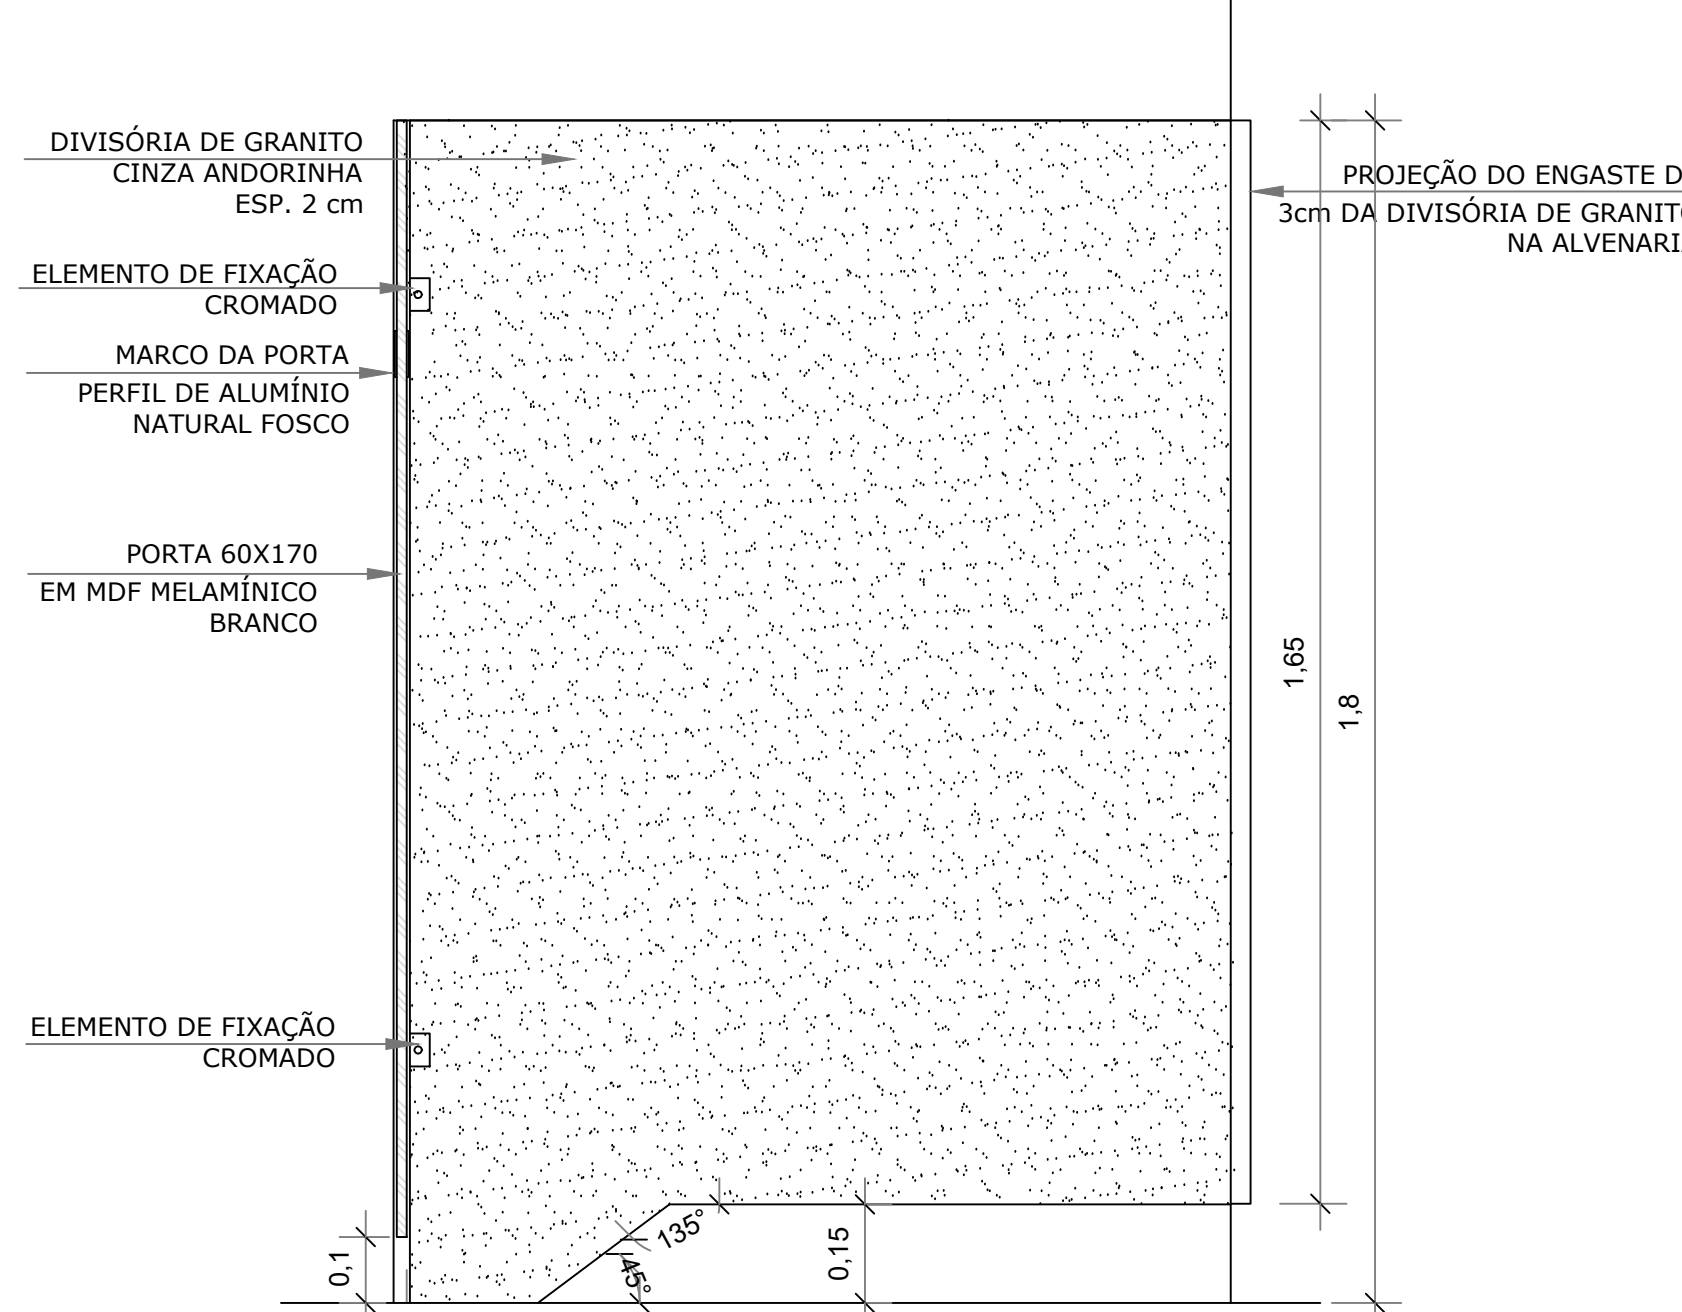 DIVISÓRIA DE GRANITO
CINZA ANDORINHA
ESP. 2 cm
ELEMENTO DE FIXAÇÃO
CROMADO
MARCO DA PORTA
PERFIL DE ALUMÍNIO
NATURAL FOSCO
PORTA 60X170
EM MDF MELAMÍNICO
BRANCO
ELEMENTO DE FIXAÇÃO
CROMADO
PROJEÇÃO DO ENGASTE
3cm DA DIVISÓRIA DE
NA
1,65
1,8
0,1
45°
135°
0,15